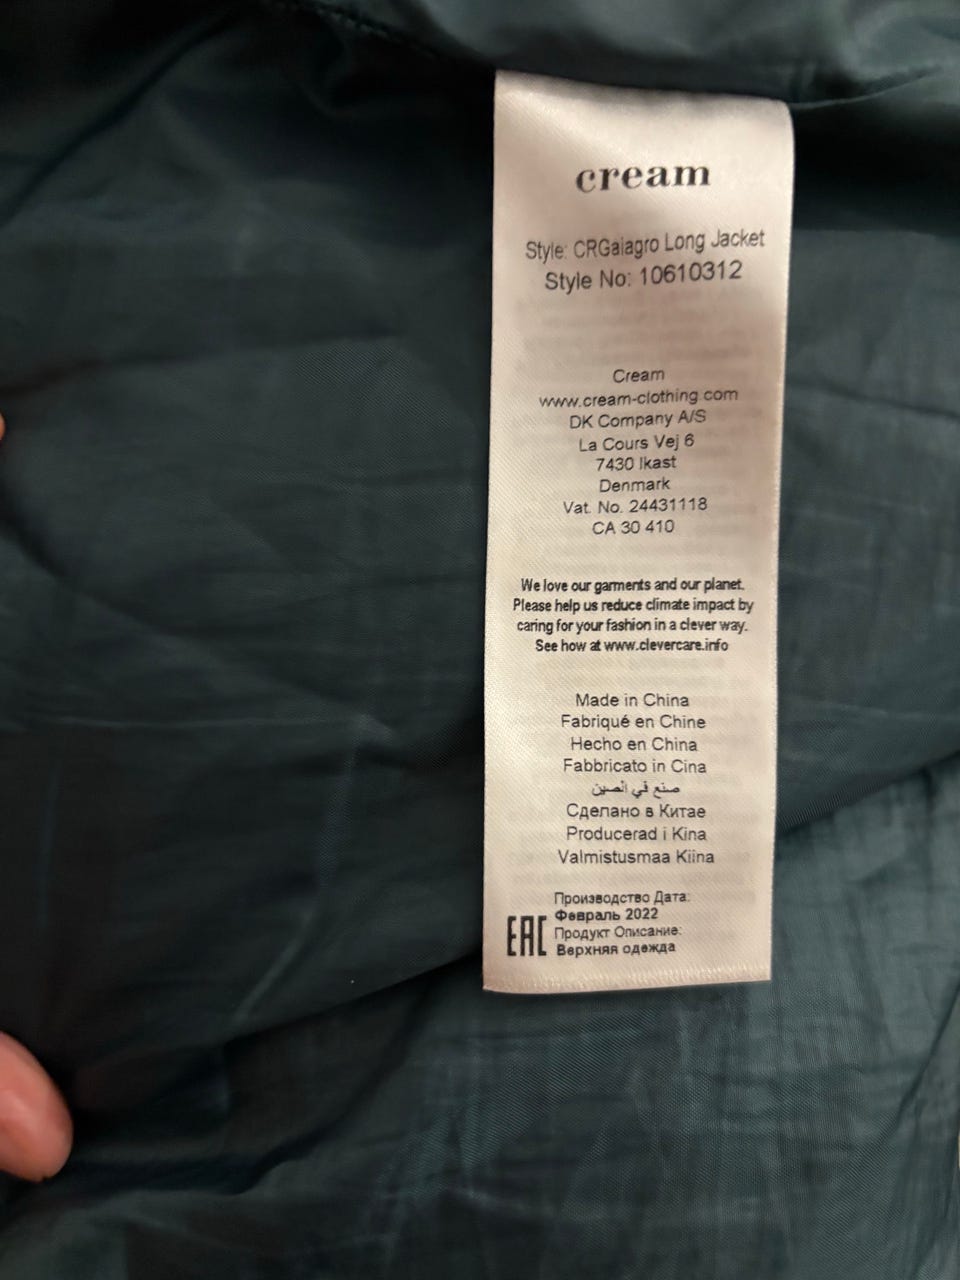 cream
Style: CRGaiagro Long Jacket
Style No: 10610312
Cream
www.cream-clothing.com
DK Company A/S
La Cours Vej 6
7430 Ikast
Denmark
Vat. No. 24431118
CA 30 410
We love our garments and our planet.
Please help us reduce climate impact by
caring for your fashion in a clever way.
See how at www.clevercare.info
Made in China
Fabriqué en Chine
Hecho en China
Fabbricato in Cina
صنع في الصين
Сделано в Китае
Producerad i Kina
Valmistusmaa Kiina
Производство Дата:
Февраль 2022
EAC
Продукт Описание:
Верхняя одежда